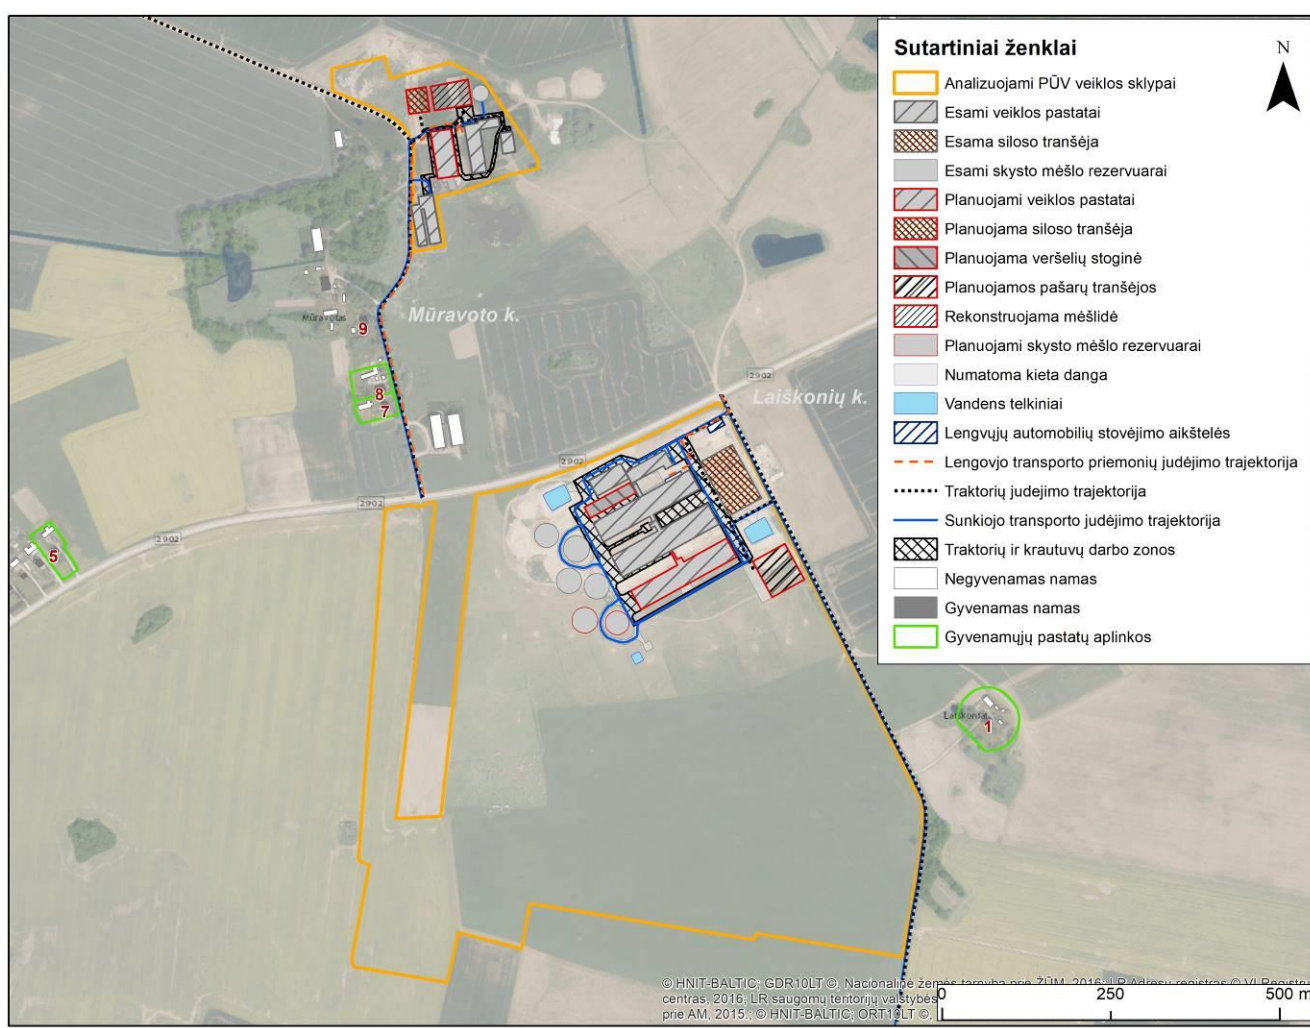 Sutartiniai ženklai
N
Analizuojami PŪV veiklos sklypai
Esami veiklos pastatai
Esama siloso tranšėja
Esami skysto mėšlo rezervuarai
Planuojami veiklos pastatai
Planuojama siloso tranšėja
Planuojama veršelių stoginė
Planuojamos pašarų tranšėjos
Rekonstruojama mėšlidė
Planuojami skysto mėšlo rezervuarai
Numatoma kieta danga
Vandens telkiniai
Lengvųjų automobilių stovėjimo aikštelės
Lengovjo transporto priemonių judėjimo trajektorija
Traktorių judejimo trajektorija
Sunkiojo transporto judėjimo trajektorija
Traktorių ir krautuvų darbo zonos
Negyvenamas namas
Gyvenamas namas
Gyvenamųjų pastatų aplinkos
Mūravotas
9
Mūravoto k.
8
7
2902
Laiškonių k.
2902
2902
2902
5
1
© HNIT-BALTIC; GDR10LT ©, Nacionalinė žemės tarnyba prie ŽŪM, 2016; LR Adresų registras © VĮ Registrų
centras, 2016; LR saugomų teritorijų valstybės
prie AM, 2015.; © HNIT-BALTIC; ORT10LT ©,
0 250 500 m